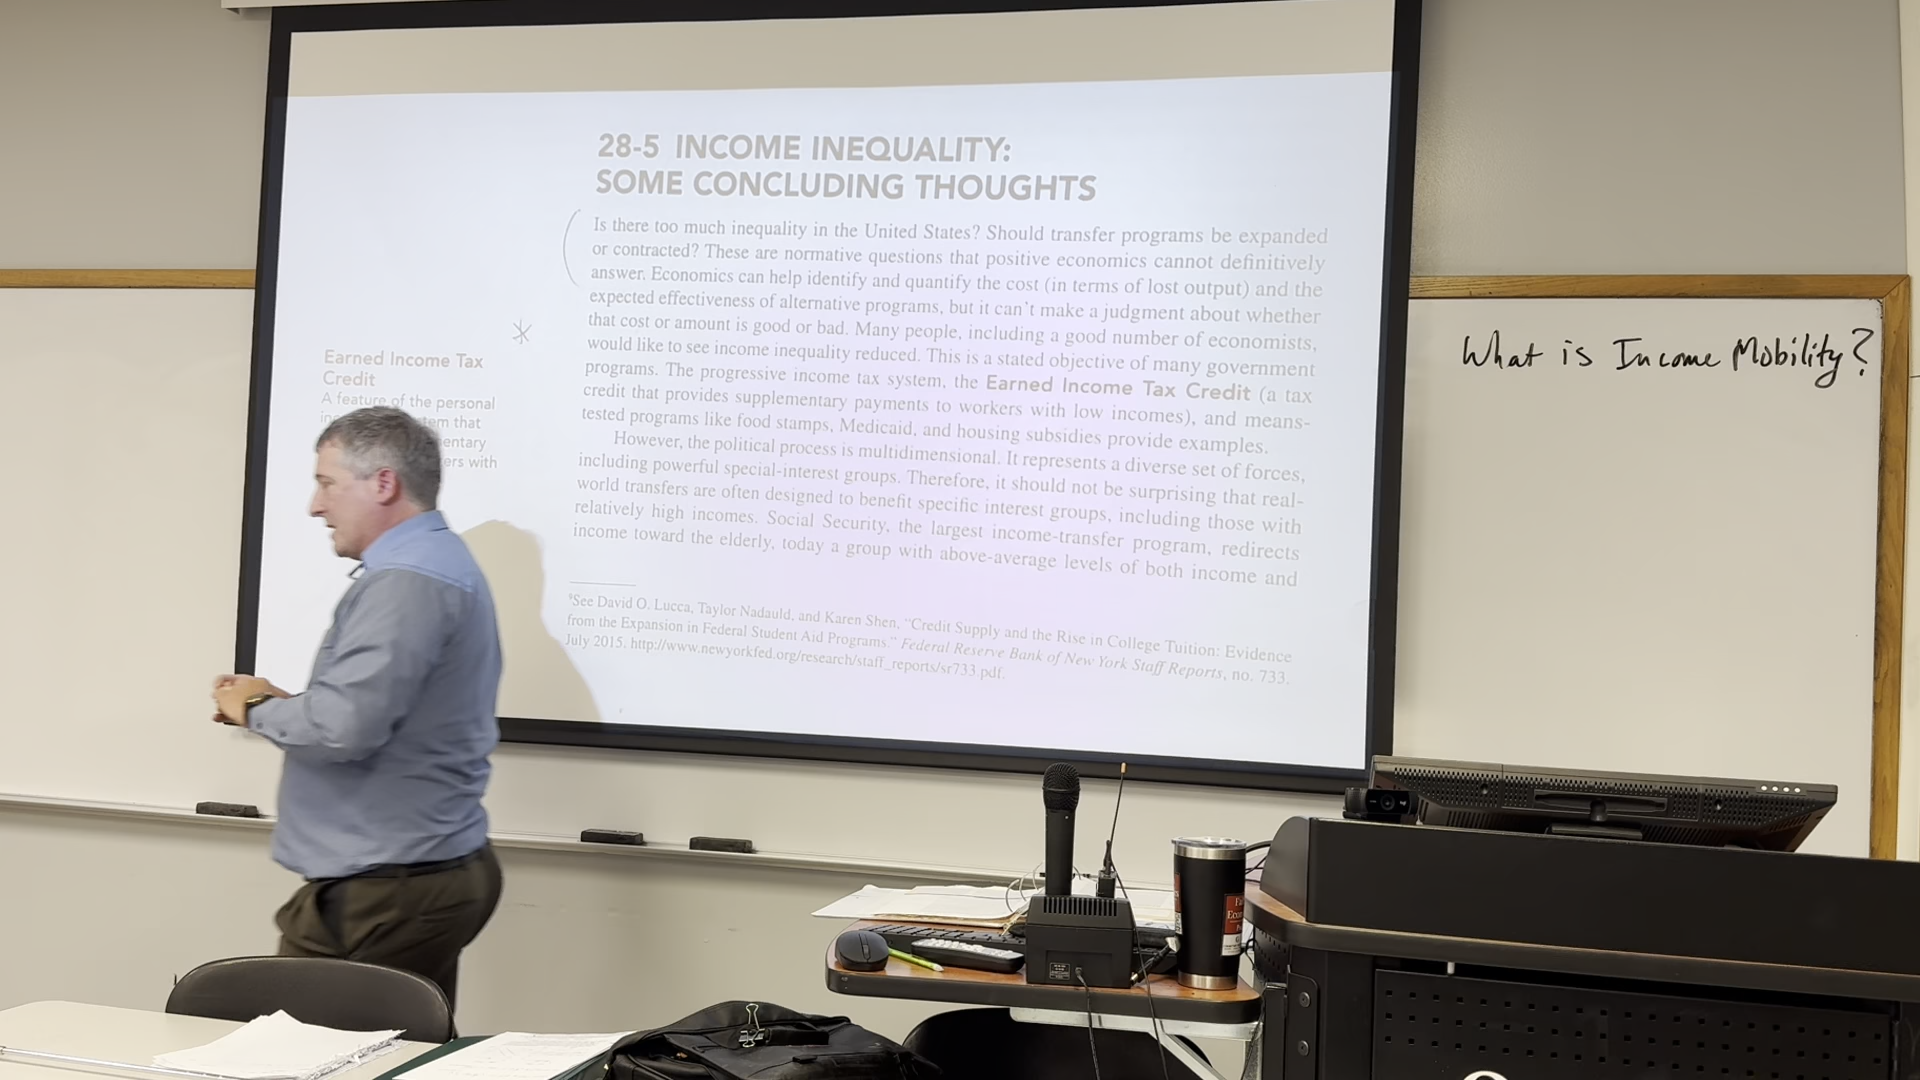 28-5 INCOME INEQUALITY:
SOME CONCLUDING THOUGHTS
Is there too much inequality in the United States? Should transfer programs be expanded
or contracted? These are normative questions that positive economics cannot definitively
answer. Economics can help identify and quantify the cost (in terms of lost output) and the
expected effectiveness of alternative programs, but it can't make a judgment about whether
that cost or amount is good or bad. Many people, including a good number of economists,
would like to see income inequality reduced. This is a stated objective of many government
programs. The progressive income tax system, the Earned Income Tax Credit (a tax
credit that provides supplementary payments to workers with low incomes), and means-
tested programs like food stamps, Medicaid, and housing subsidies provide examples.
However, the political process is multidimensional. It represents a diverse set of forces,
including powerful special-interest groups. Therefore, it should not be surprising that real-
world transfers are often designed to benefit specific interest groups, including those with
relatively high incomes. Social Security, the largest income-transfer program, redirects
income toward the elderly, today a group with above-average levels of both income and
See David O. Lucca, Taylor Nadauld, and Karen Shen, "Credit Supply and the Rise in College Tuition: Evidence
from the Expansion in Federal Student Aid Programs." Federal Reserve Bank of New York Staff Reports, no. 733.
July 2015. http://www.newyorkfed.org/research/staff_reports/sr733.pdf.
Earned Income Tax
Credit
A feature of the personal
What is Income Mobility?